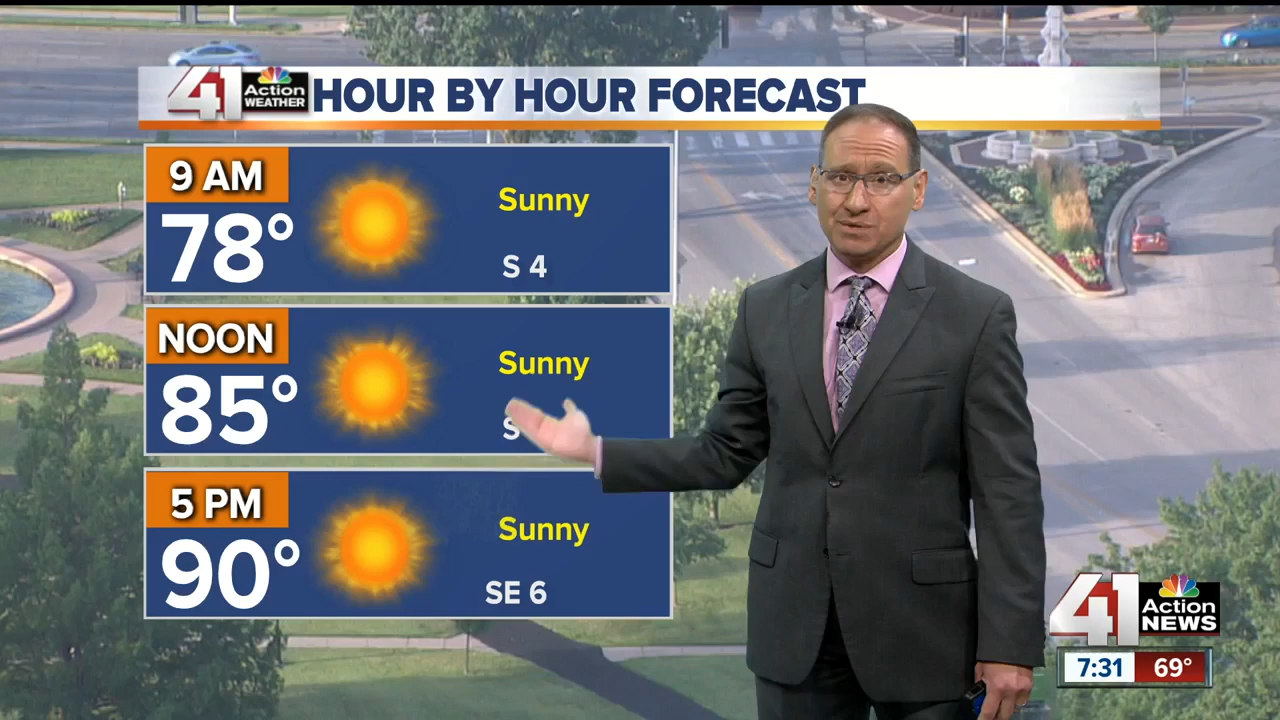 41 Action WEATHER HOUR BY HOUR FORECAST
9 AM
78°
Sunny
S 4
NOON
85°
Sunny
S
5 PM
90°
Sunny
SE 6
41 Action NEWS
7:31 69°